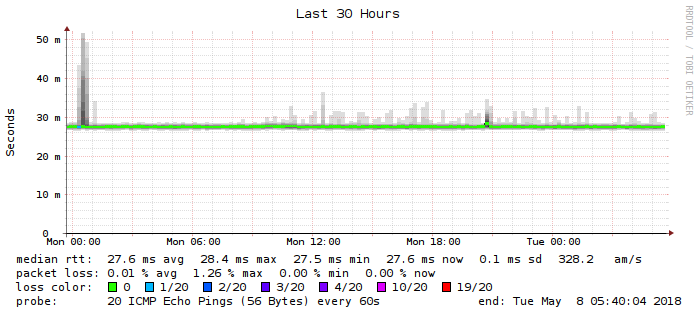 Last 30 Hours
RRDTOOL / TOBI OETIKER
Seconds
50 m
40 m
30 m
20 m
10 m
0
Mon 00:00 Mon 06:00 Mon 12:00 Mon 18:00 Tue 00:00
median rtt: 27.6 ms avg 28.4 ms max 27.5 ms min 27.6 ms now 0.1 ms sd 328.2 am/s
packet loss: 0.01 % avg 1.26 % max 0.00 % min 0.00 % now
loss color: 0 1/20 2/20 3/20 4/20 10/20 19/20
probe: 20 ICMP Echo Pings (56 Bytes) every 60s end: Tue May 8 05:40:04 2018